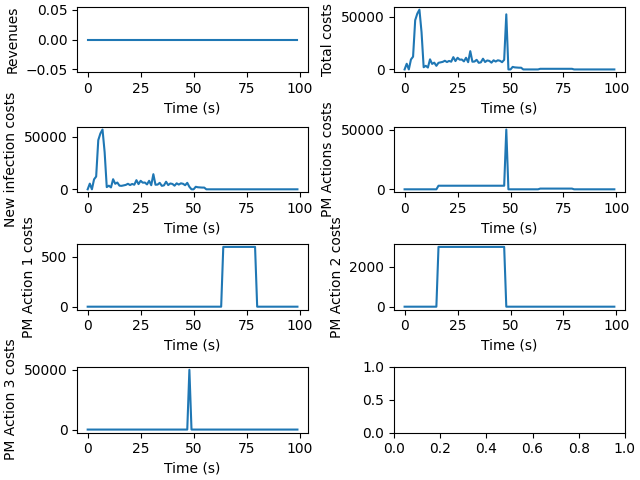 Revenues
0.05
0.00
−0.05
0 25 50 75 100
Time (s)
Total costs
50000
0
0 25 50 75 100
Time (s)
New infection costs
50000
0
0 25 50 75 100
Time (s)
PM Actions costs
50000
0
0 25 50 75 100
Time (s)
PM Action 1 costs
500
0
0 25 50 75 100
Time (s)
PM Action 2 costs
2000
0
0 25 50 75 100
Time (s)
PM Action 3 costs
50000
0
0 25 50 75 100
Time (s)
1.0
0.5
0.0
0.0 0.2 0.4 0.6 0.8 1.0